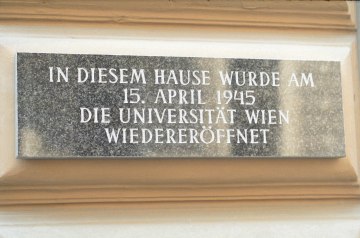 IN DIESEM HAUSE WURDE AM
15. APRIL 1945
DIE UNIVERSITÄT WIEN
WIEDERERÖFFNET